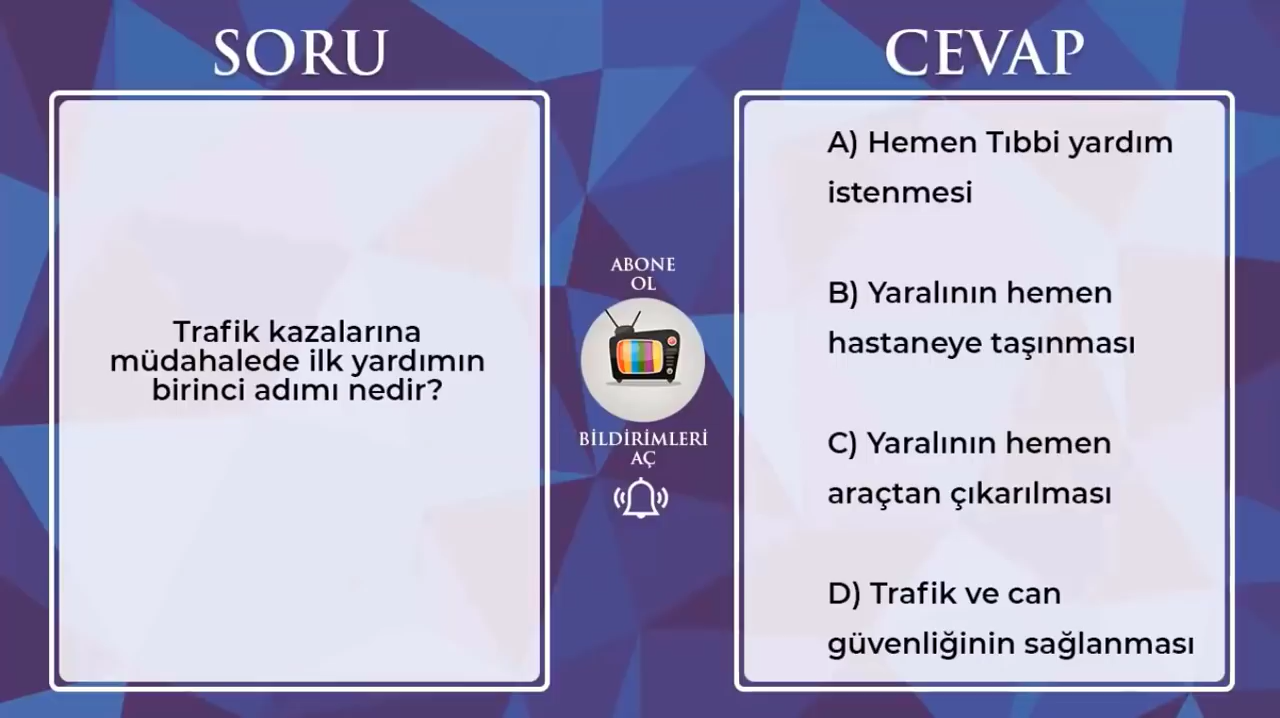 SORU
Trafik kazalarına
müdahalede ilk yardımın
birinci adımı nedir?
ABONE
OL
BİLDİRİMLERİ
AÇ
CEVAP
A) Hemen Tıbbi yardım
istenmesi
B) Yaralının hemen
hastaneye taşınması
C) Yaralının hemen
araçtan çıkarılması
D) Trafik ve can
güvenliğinin sağlanması